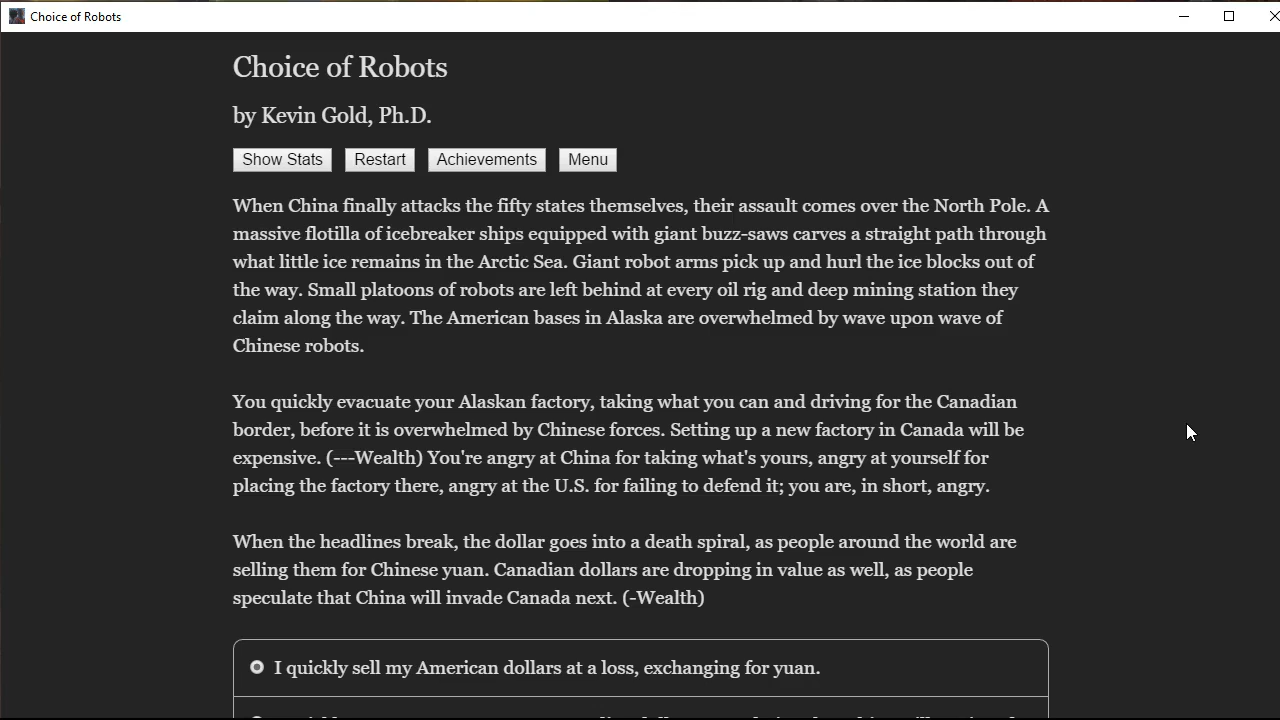 Choice of Robots
Choice of Robots
by Kevin Gold, Ph.D.
Show Stats Restart Achievements Menu
When China finally attacks the fifty states themselves, their assault comes over the North Pole. A
massive flotilla of icebreaker ships equipped with giant buzz-saws carves a straight path through
what little ice remains in the Arctic Sea. Giant robot arms pick up and hurl the ice blocks out of
the way. Small platoons of robots are left behind at every oil rig and deep mining station they
claim along the way. The American bases in Alaska are overwhelmed by wave upon wave of
Chinese robots.
You quickly evacuate your Alaskan factory, taking what you can and driving for the Canadian
border, before it is overwhelmed by Chinese forces. Setting up a new factory in Canada will be
expensive. (---Wealth) You're angry at China for taking what's yours, angry at yourself for
placing the factory there, angry at the U.S. for failing to defend it; you are, in short, angry.
When the headlines break, the dollar goes into a death spiral, as people around the world are
selling them for Chinese yuan. Canadian dollars are dropping in value as well, as people
speculate that China will invade Canada next. (-Wealth)
I quickly sell my American dollars at a loss, exchanging for yuan.